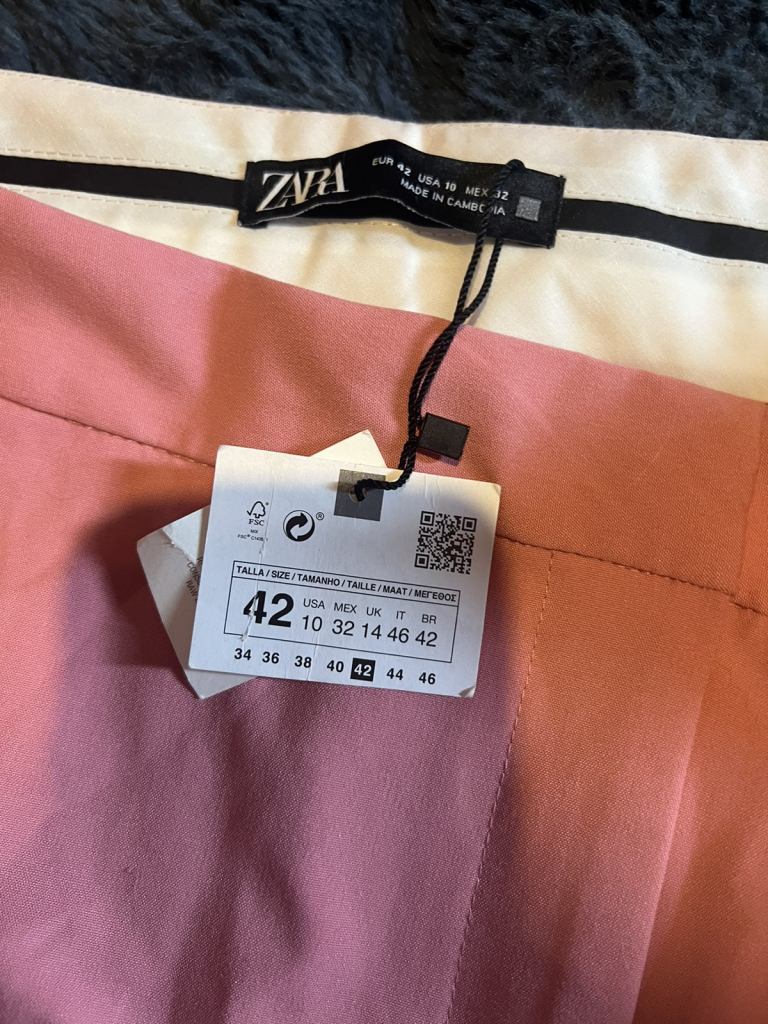 ZARA
EUR 42 USA 10 MEX 32
MADE IN CAMBODIA
FSC
MIX
®
TALLA / SIZE / TAMANHO / TAILLE / MAAT / ΜΕΓΕΘΟΣ
42
USA MEX UK IT BR
10 32 14 46 42
34 36 38 40 42 44 46